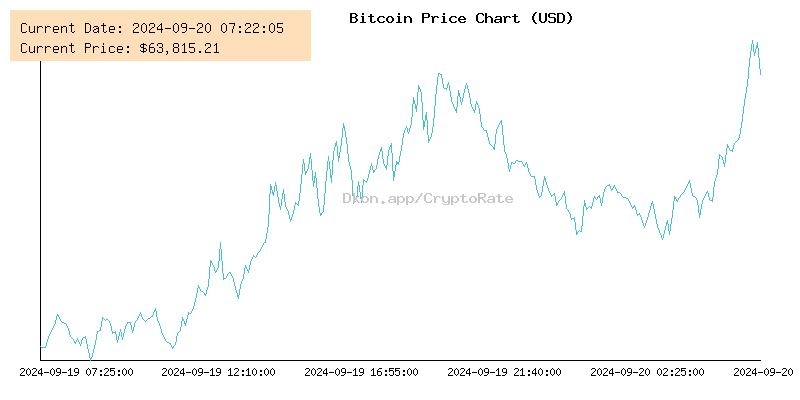 Bitcoin Price Chart (USD)
Current Date: 2024-09-20 07:22:05
Current Price: $63,815.21
Dxbn.app/CryptoRate
2024-09-19 07:25:00 2024-09-19 12:10:00 2024-09-19 16:55:00 2024-09-19 21:40:00 2024-09-20 02:25:00 2024-09-20